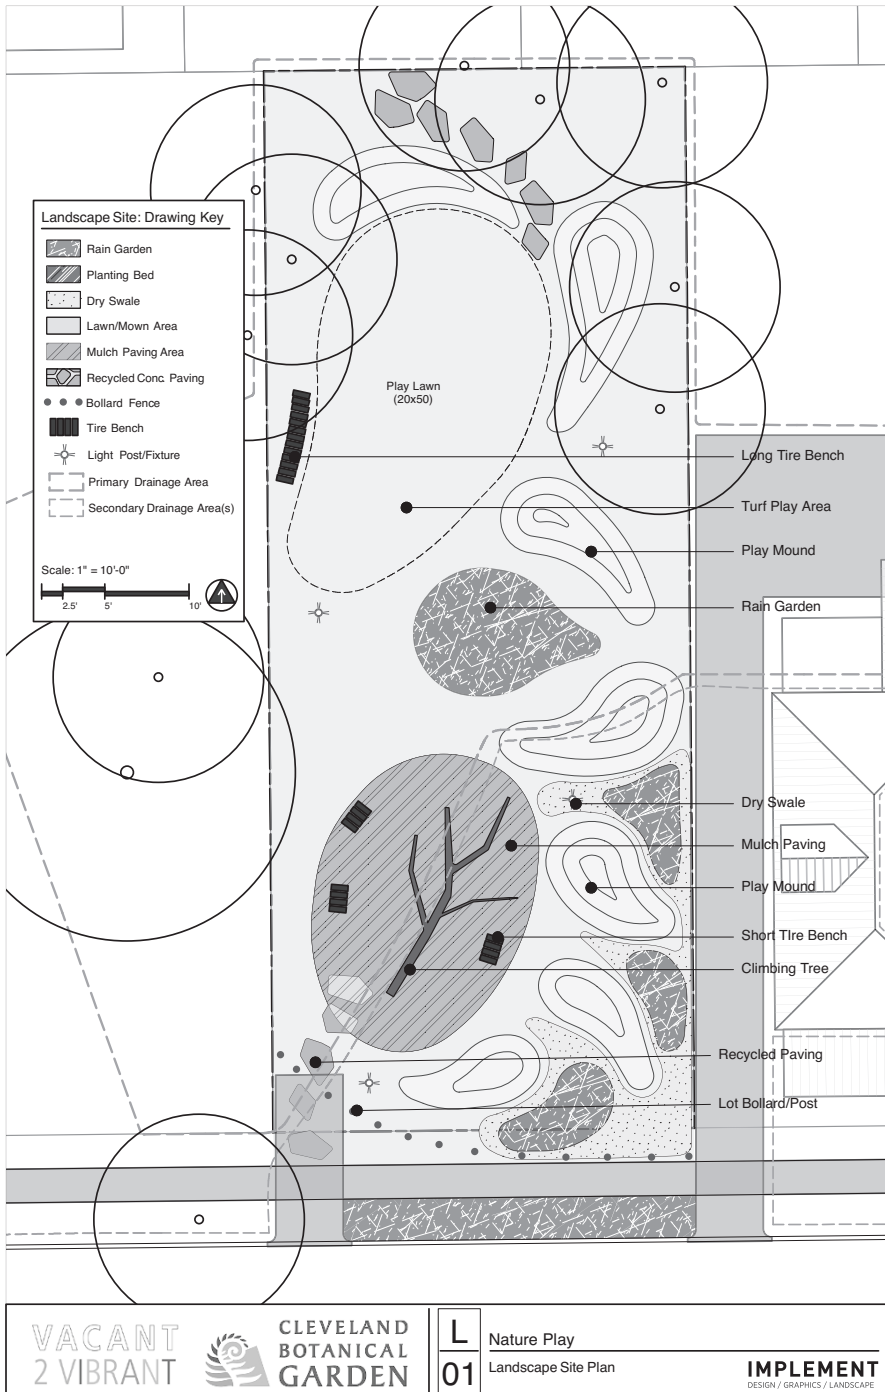 Landscape Site: Drawing Key
Rain Garden
Planting Bed
Dry Swale
Lawn/Mown Area
Mulch Paving Area
Recycled Conc. Paving
Bollard Fence
Tire Bench
Light Post/Fixture
Primary Drainage Area
Secondary Drainage Area(s)
Scale: 1" = 10'-0"
2.5'
5'
10'
Play Lawn
(20x50)
Long Tire Bench
Turf Play Area
Play Mound
Rain Garden
Dry Swale
Mulch Paving
Play Mound
Short TIre Bench
Climbing Tree
Recycled Paving
Lot Bollard/Post
VACANT
2 VIBRANT
CLEVELAND
BOTANICAL
GARDEN
L
01
Nature Play
Landscape Site Plan
IMPLEMENT
DESIGN / GRAPHICS / LANDSCAPE